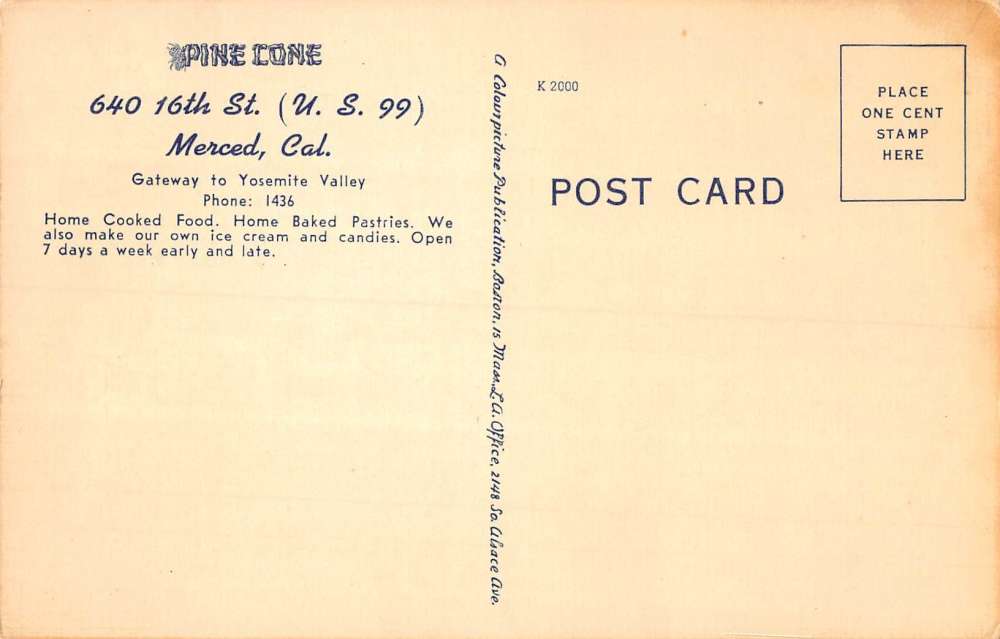 PINE CONE
640 16th St. (U. S. 99)
Merced, Cal.
Gateway to Yosemite Valley
Phone: 1436
Home Cooked Food. Home Baked Pastries. We
also make our own ice cream and candies. Open
7 days a week early and late.
A Colourpicture Publication, Boston, 15 Mass. L. A. Office, 2148 So. Alsace Ave.
K 2000
POST CARD
PLACE
ONE CENT
STAMP
HERE